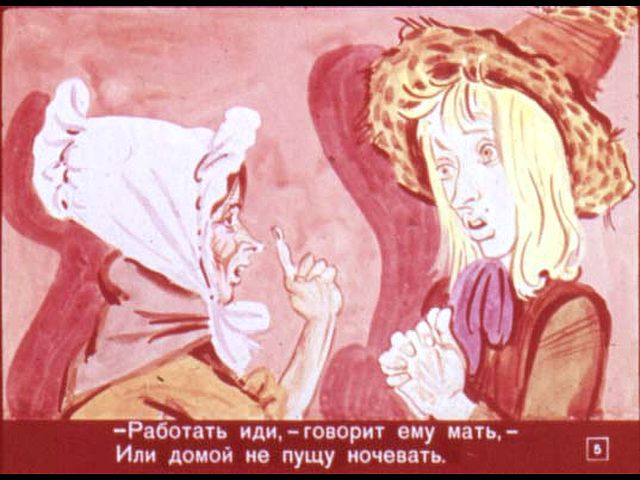 –Работать иди, – говорит ему мать, –
Или домой не пущу ночевать.
5